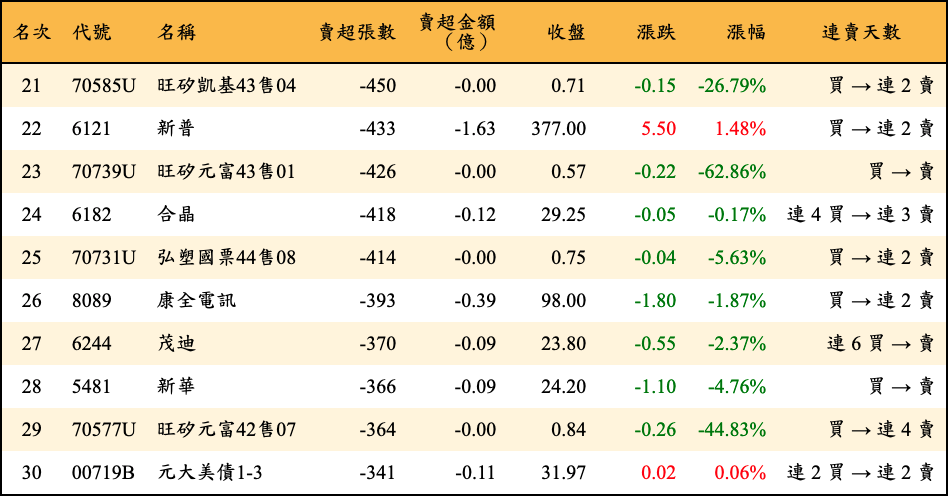 名次 代號 名稱 賣超張數 賣超金額（億） 收盤 漲跌 漲幅 連賣天數
21 70585U 旺矽凱基43售04 -450 -0.00 0.71 -0.15 -26.79% 買 → 連 2 賣
22 6121 新普 -433 -1.63 377.00 5.50 1.48% 買 → 連 2 賣
23 70739U 旺矽元富43售01 -426 -0.00 0.57 -0.22 -62.86% 買 → 賣
24 6182 合晶 -418 -0.12 29.25 -0.05 -0.17% 連 4 買 → 連 3 賣
25 70731U 弘塑國票44售08 -414 -0.00 0.75 -0.04 -5.63% 買 → 連 2 賣
26 8089 康全電訊 -393 -0.39 98.00 -1.80 -1.87% 買 → 連 2 賣
27 6244 茂迪 -370 -0.09 23.80 -0.55 -2.37% 連 6 買 → 賣
28 5481 新華 -366 -0.09 24.20 -1.10 -4.76% 買 → 賣
29 70577U 旺矽元富42售07 -364 -0.00 0.84 -0.26 -44.83% 買 → 連 4 賣
30 00719B 元大美債1-3 -341 -0.11 31.97 0.02 0.06% 連 2 買 → 連 2 賣